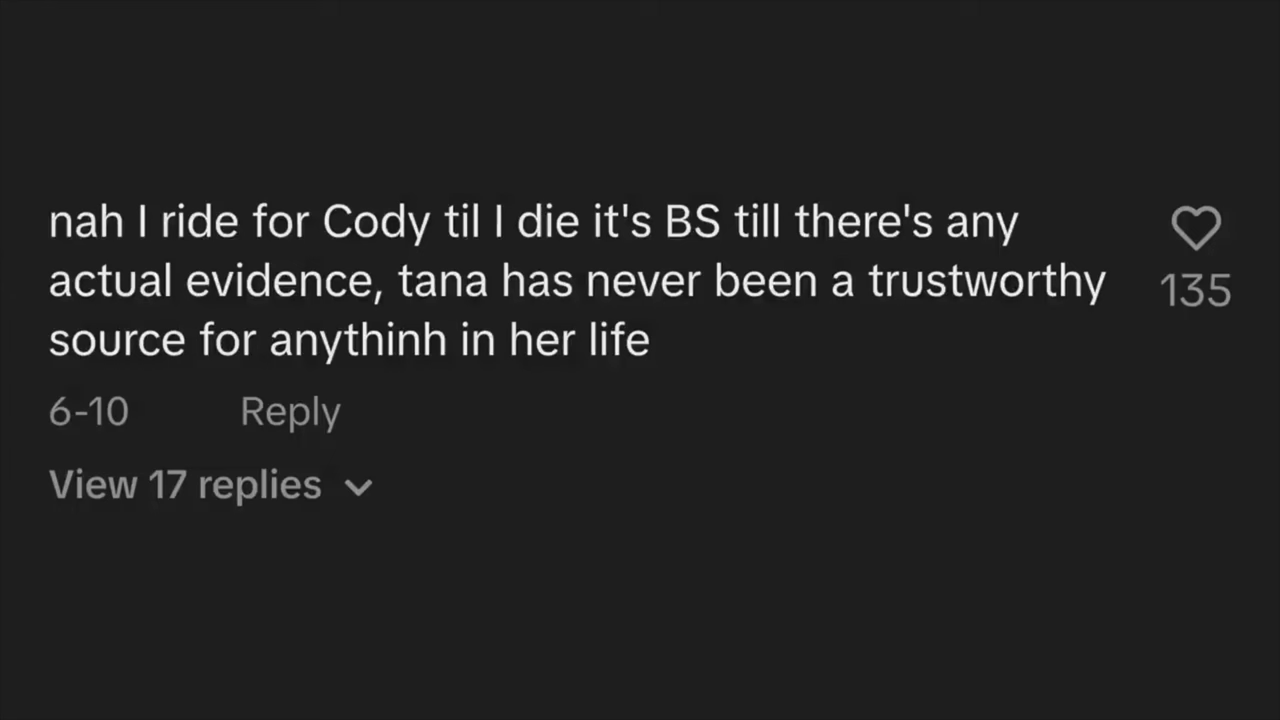 nah I ride for Cody til I die it's BS till there's any
actual evidence, tana has never been a trustworthy
source for anythinh in her life
135
6-10 Reply
View 17 replies